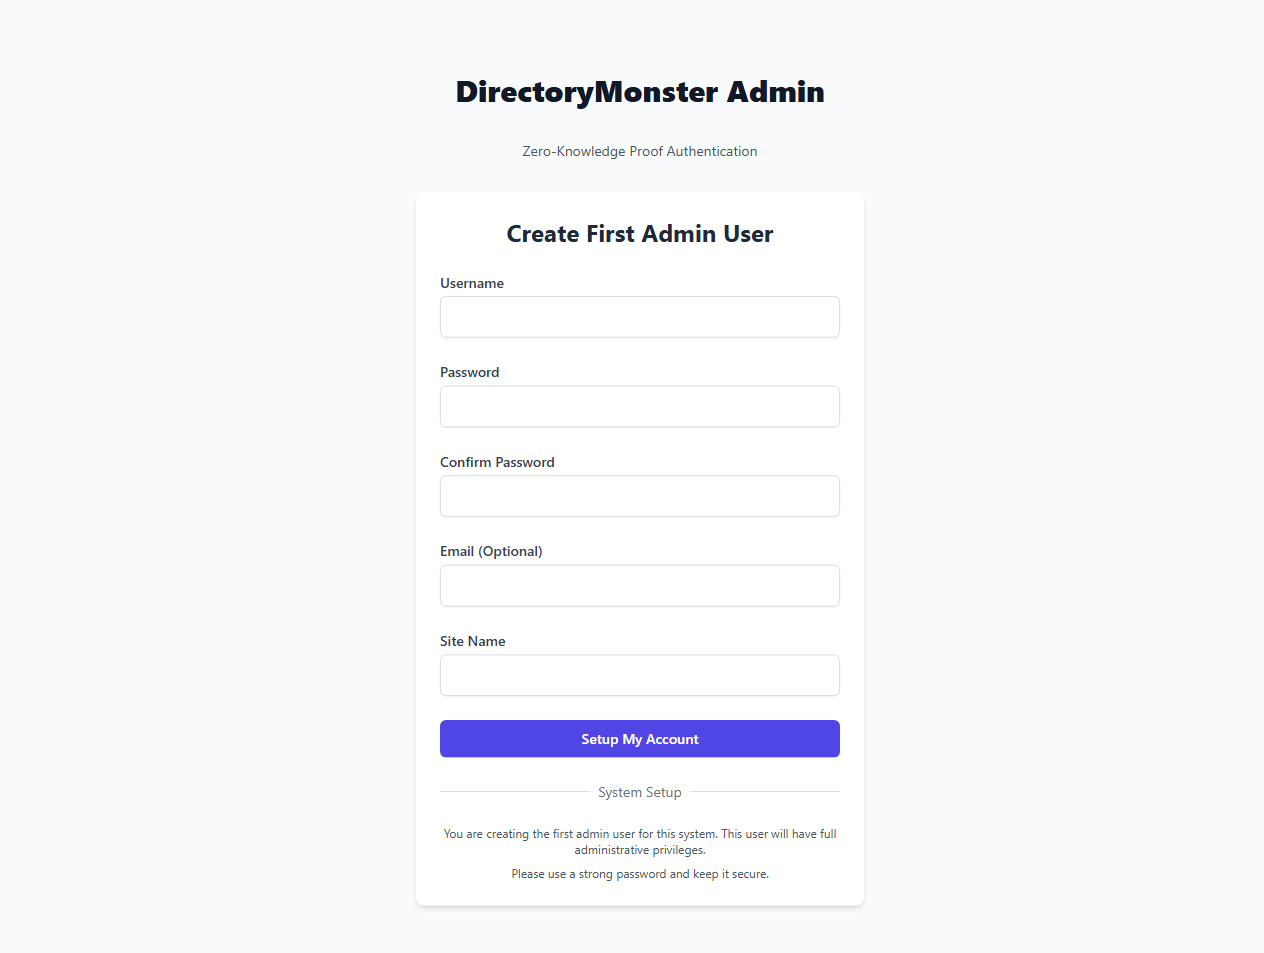 DirectoryMonster Admin
Zero-Knowledge Proof Authentication
Create First Admin User
Username
Password
Confirm Password
Email (Optional)
Site Name
Setup My Account
System Setup
You are creating the first admin user for this system. This user will have full
administrative privileges.
Please use a strong password and keep it secure.